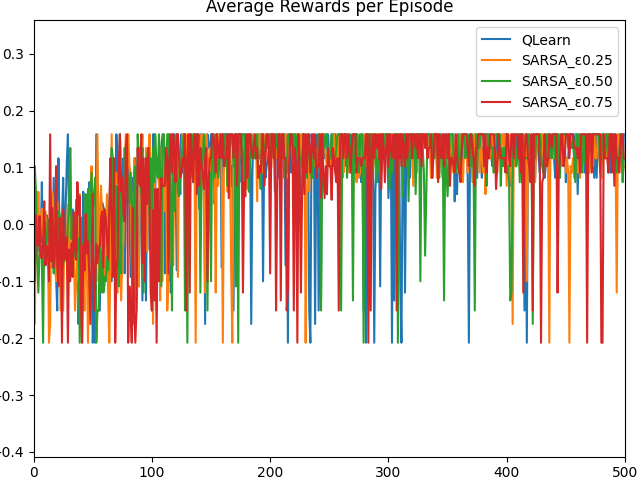 Average Rewards per Episode
QLearn
SARSA_ε0.25
SARSA_ε0.50
SARSA_ε0.75
0.3
0.2
0.1
0.0
-0.1
-0.2
-0.3
-0.4
0 100 200 300 400 500